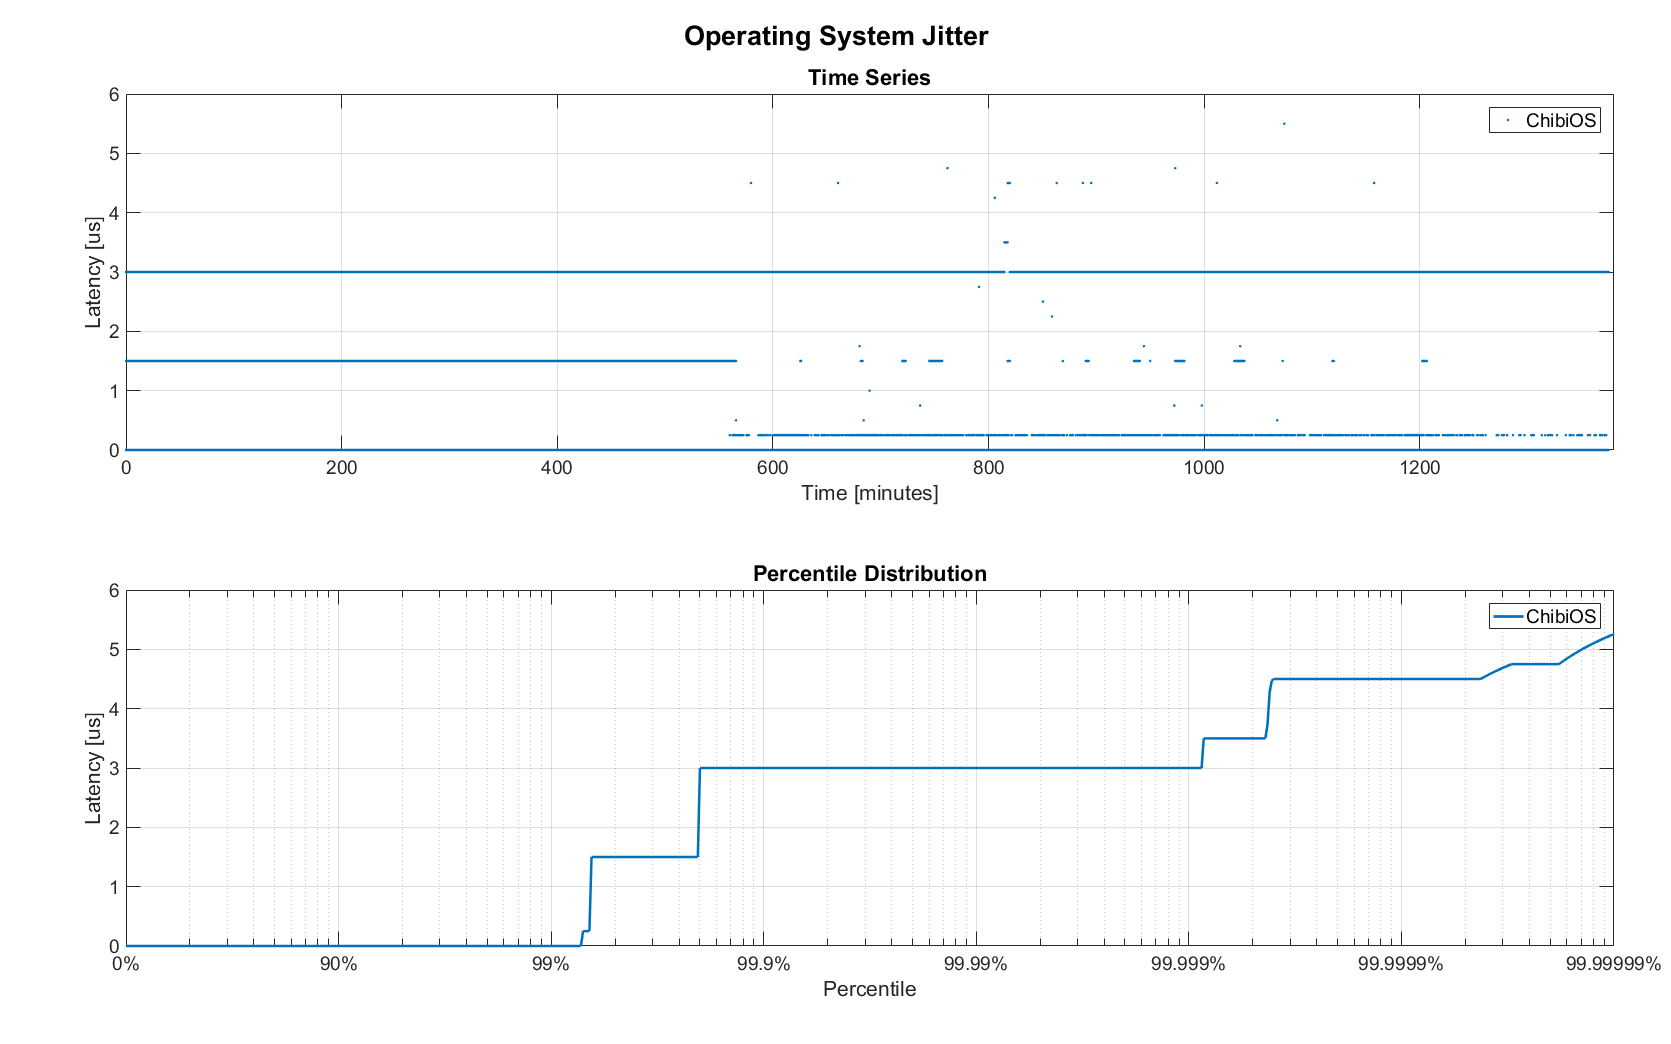 Operating System Jitter
Time Series
6
5
4
3
2
1
0
Latency [us]
ChibiOS
0 200 400 600 800 1000 1200
Time [minutes]
Percentile Distribution
6
5
4
3
2
1
0
Latency [us]
ChibiOS
0% 90% 99% 99.9% 99.99% 99.999% 99.9999% 99.99999%
Percentile